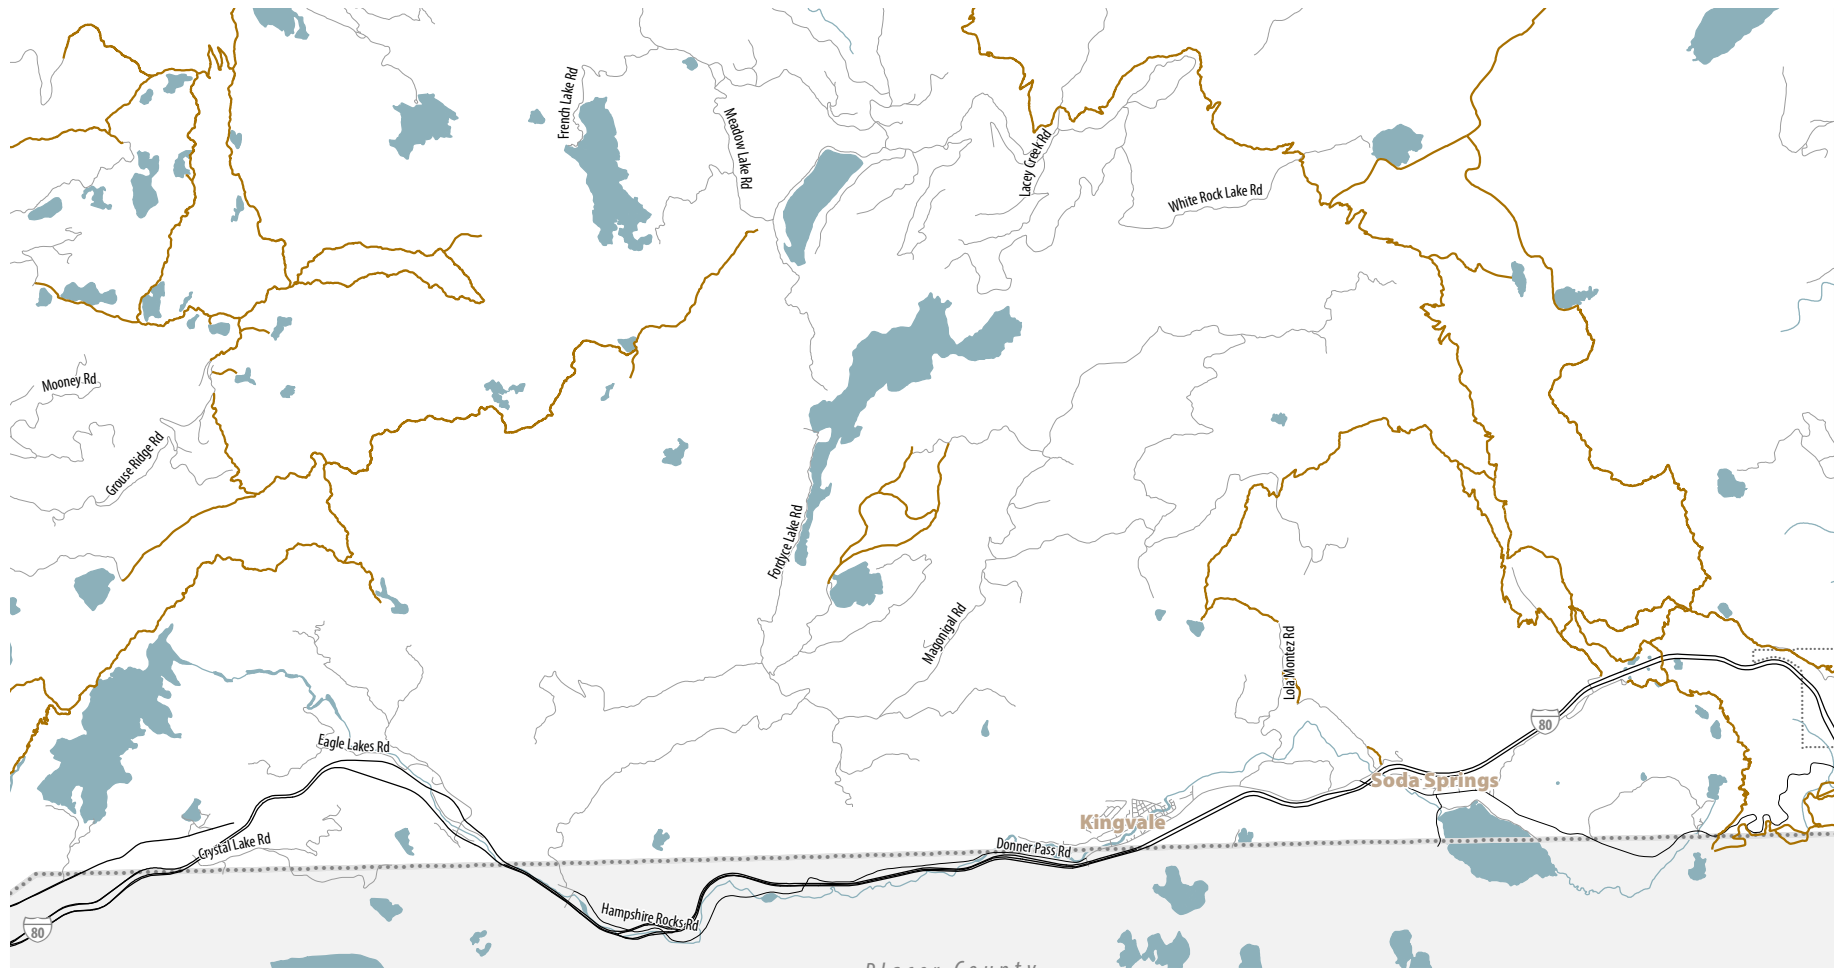 French Lake Rd
Meadow Lake Rd
Lacey Creek Rd
White Rock Lake Rd
Mooney Rd
Grouse Ridge Rd
Fordyce Lake Rd
Magonigal Rd
Lola Montez Rd
80
Eagle Lakes Rd
Soda Springs
Kingvale
Crystal Lake Rd
Donner Pass Rd
Hampshire Rocks Rd
80
Placer County